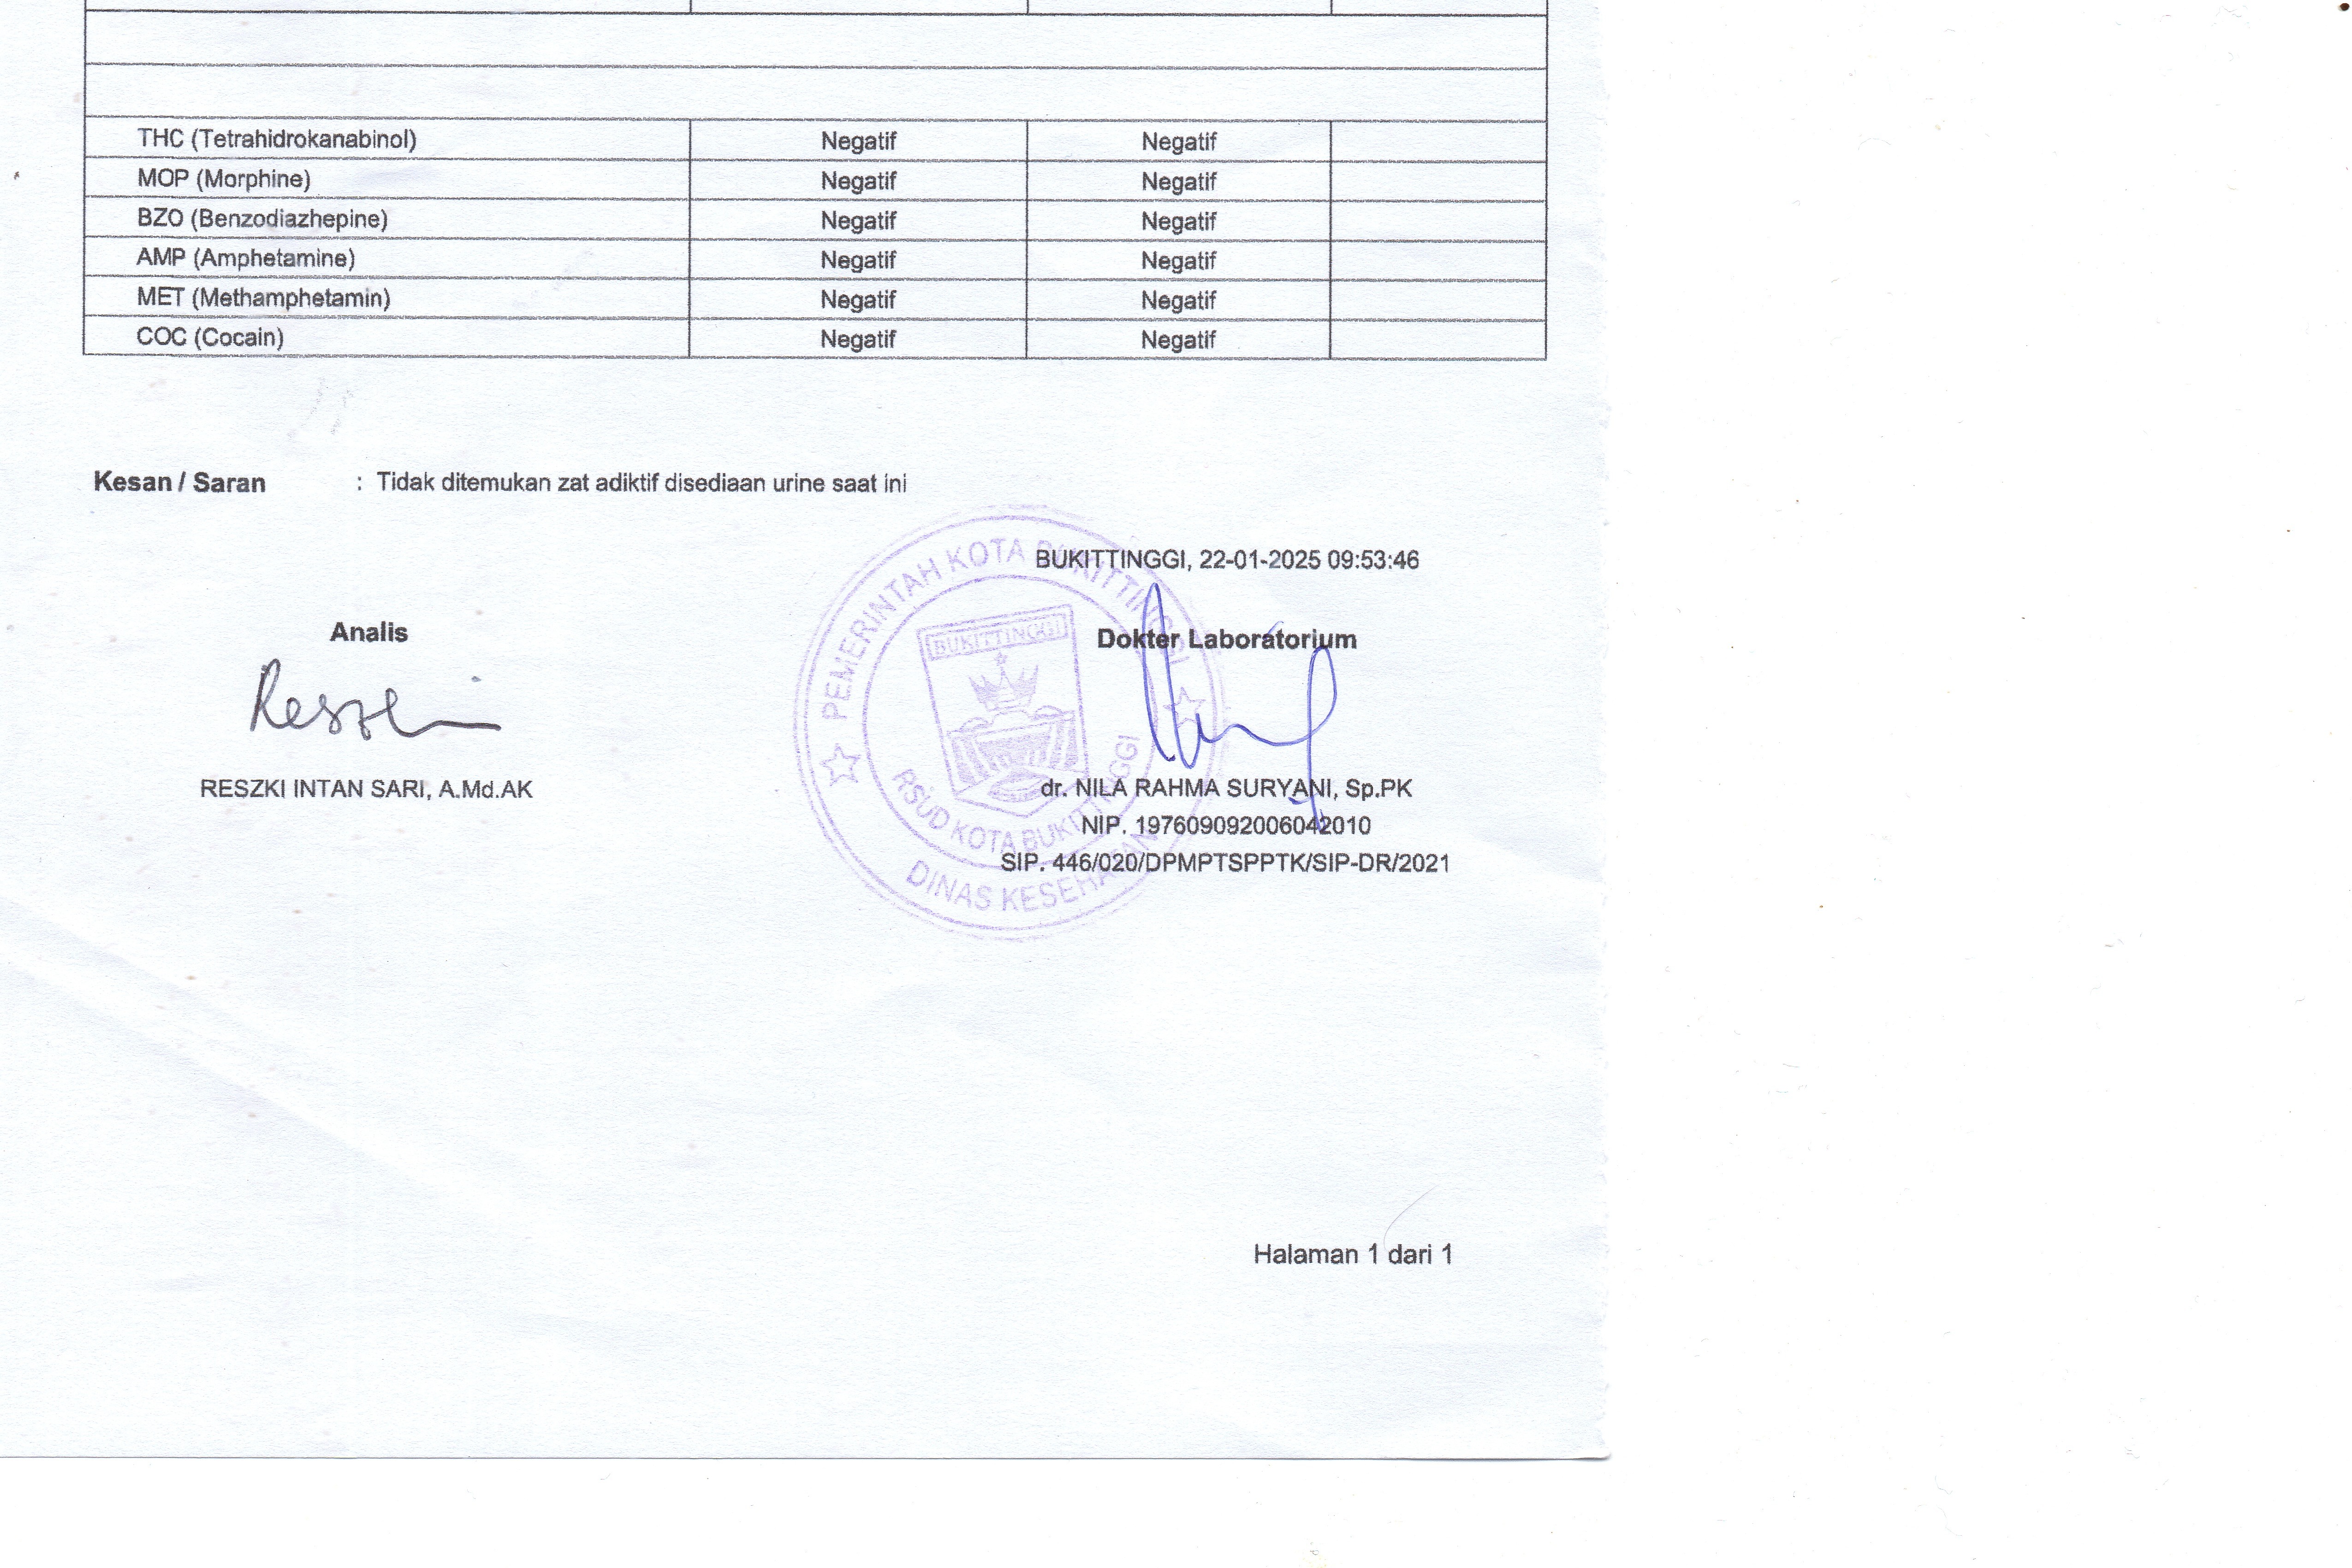 THC (Tetrahidrokanabinol) Negatif Negatif
MOP (Morphine) Negatif Negatif
BZO (Benzodiazhepine) Negatif Negatif
AMP (Amphetamine) Negatif Negatif
MET (Methamphetamin) Negatif Negatif
COC (Cocain) Negatif Negatif
Kesan / Saran : Tidak ditemukan zat adiktif disediaan urine saat ini
BUKITTINGGI, 22-01-2025 09:53:46
Analis
Dokter Laboratorium
PEMERINTAH KOTA BUKITTINGGI
BUKITTINGGI
RSUD KOTA BUKITTINGGI
DINAS KESEHATAN
Reszki
RESZKI INTAN SARI, A.Md.AK
dr. NILA RAHMA SURYANI, Sp.PK
NIP. 197609092006042010
SIP. 446/020/DPMPTSPPTK/SIP-DR/2021
Halaman 1 dari 1